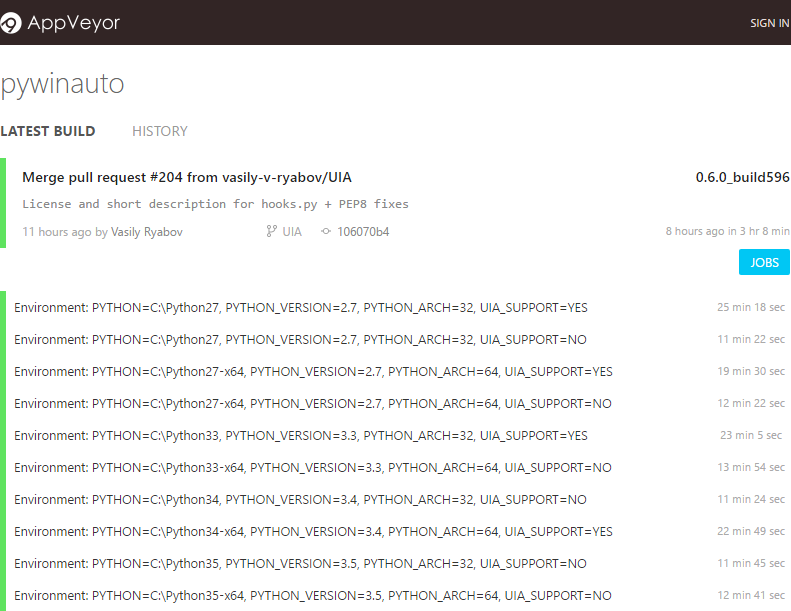 AppVeyor
SIGN IN
pywinauto
LATEST BUILD HISTORY
Merge pull request #204 from vasily-v-ryabov/UIA 0.6.0_build596
License and short description for hooks.py + PEP8 fixes
11 hours ago by Vasily Ryabov UIA 106070b4 8 hours ago in 3 hr 8 min
JOBS
Environment: PYTHON=C:\Python27, PYTHON_VERSION=2.7, PYTHON_ARCH=32, UIA_SUPPORT=YES 25 min 18 sec
Environment: PYTHON=C:\Python27, PYTHON_VERSION=2.7, PYTHON_ARCH=32, UIA_SUPPORT=NO 11 min 22 sec
Environment: PYTHON=C:\Python27-x64, PYTHON_VERSION=2.7, PYTHON_ARCH=64, UIA_SUPPORT=YES 19 min 30 sec
Environment: PYTHON=C:\Python27-x64, PYTHON_VERSION=2.7, PYTHON_ARCH=64, UIA_SUPPORT=NO 12 min 22 sec
Environment: PYTHON=C:\Python33, PYTHON_VERSION=3.3, PYTHON_ARCH=32, UIA_SUPPORT=YES 23 min 5 sec
Environment: PYTHON=C:\Python33-x64, PYTHON_VERSION=3.3, PYTHON_ARCH=64, UIA_SUPPORT=NO 13 min 54 sec
Environment: PYTHON=C:\Python34, PYTHON_VERSION=3.4, PYTHON_ARCH=32, UIA_SUPPORT=NO 11 min 24 sec
Environment: PYTHON=C:\Python34-x64, PYTHON_VERSION=3.4, PYTHON_ARCH=64, UIA_SUPPORT=YES 22 min 49 sec
Environment: PYTHON=C:\Python35, PYTHON_VERSION=3.5, PYTHON_ARCH=32, UIA_SUPPORT=NO 11 min 45 sec
Environment: PYTHON=C:\Python35-x64, PYTHON_VERSION=3.5, PYTHON_ARCH=64, UIA_SUPPORT=NO 12 min 41 sec